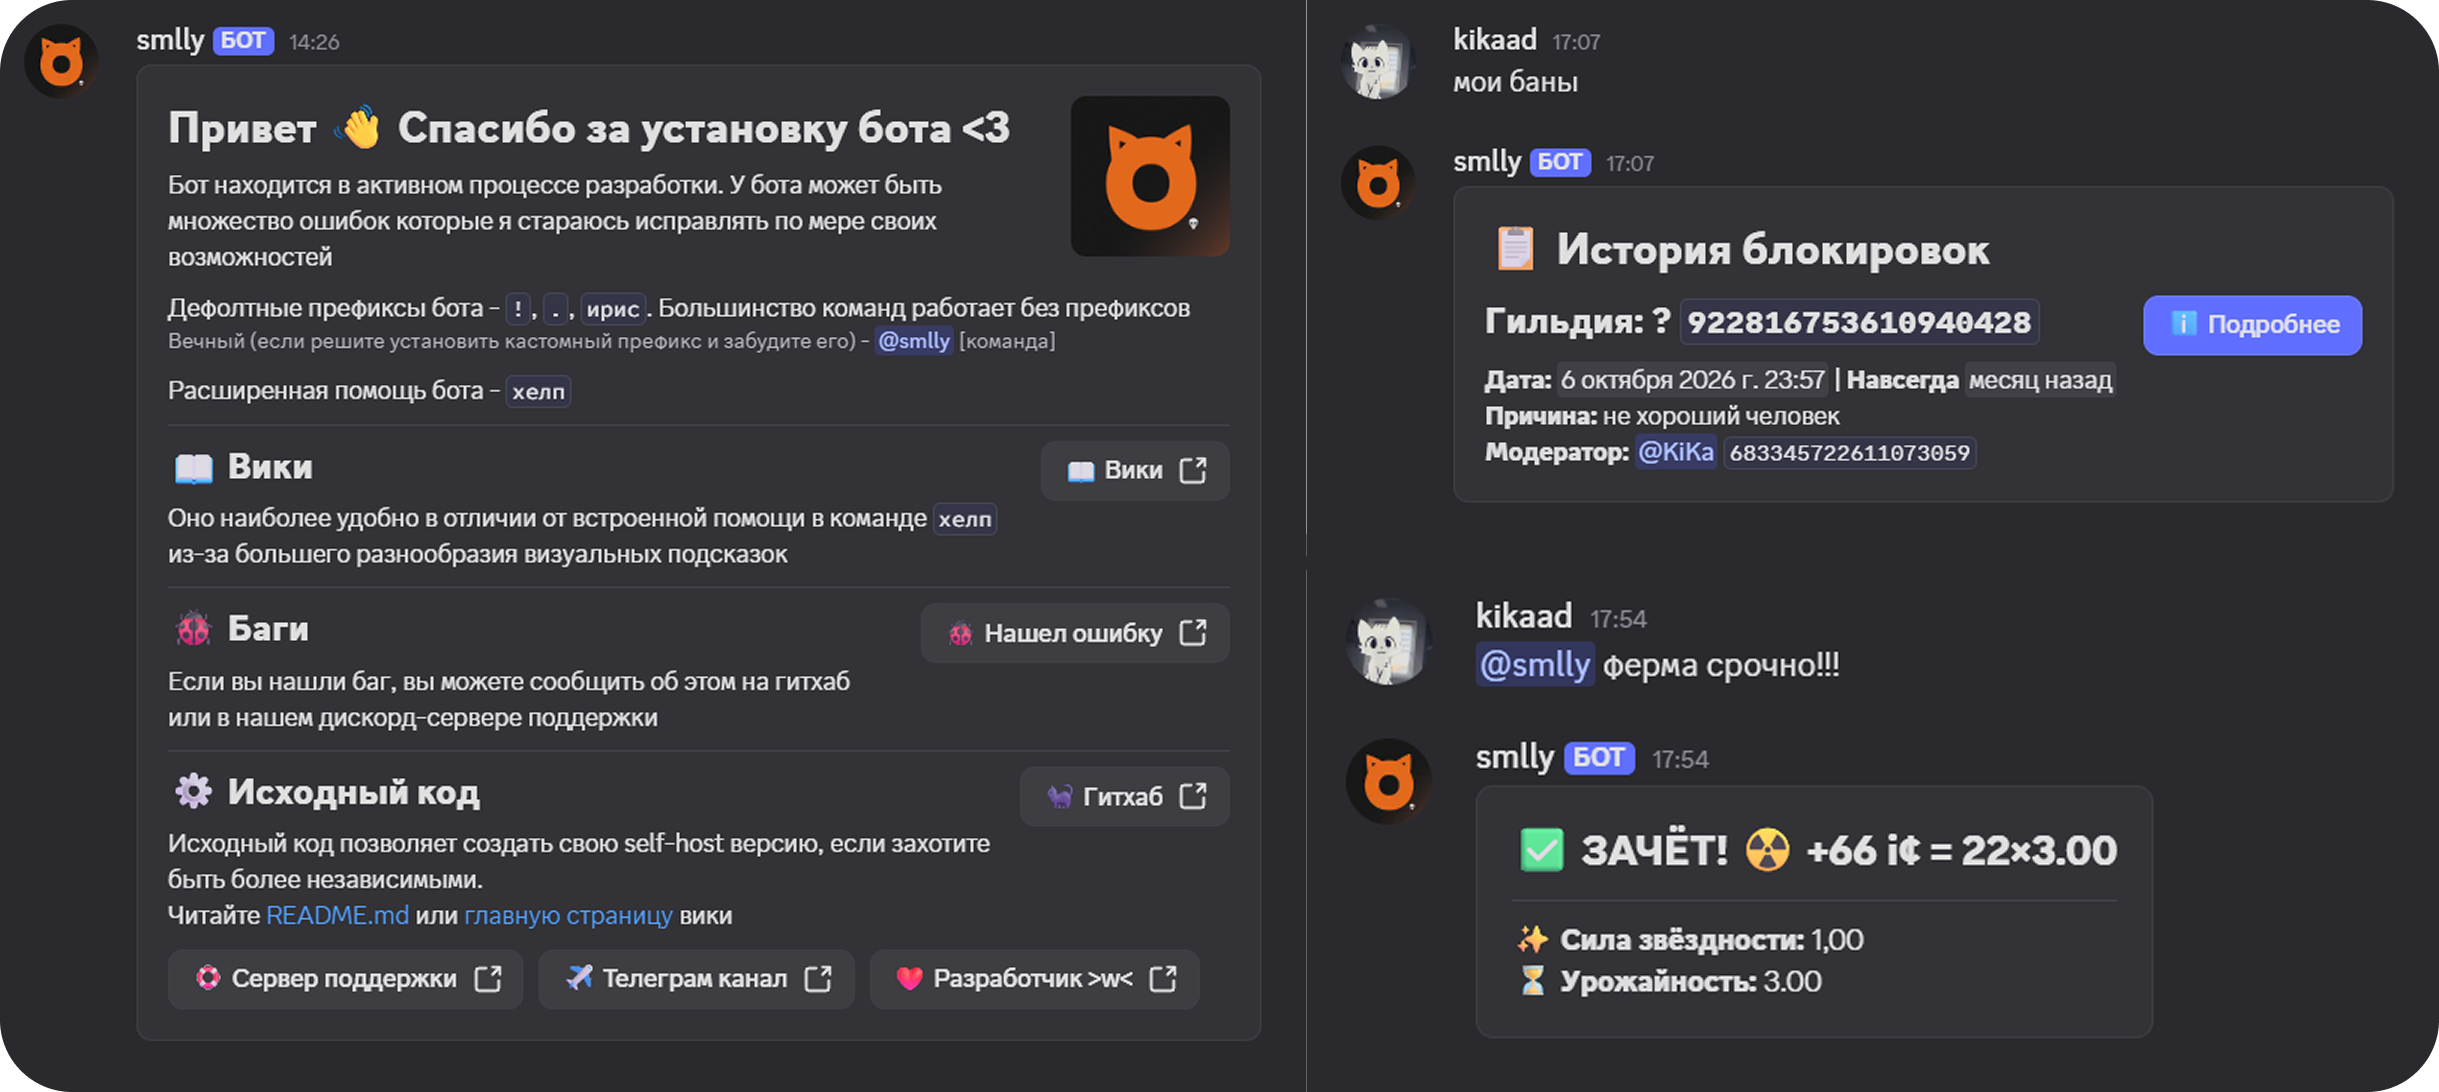 smlly БОТ 14:26
Привет 👋 Спасибо за установку бота <3
Бот находится в активном процессе разработки. У бота может быть
множество ошибок которые я стараюсь исправлять по мере своих
возможностей
Дефолтные префиксы бота - !, ., ирис. Большинство команд работает без префиксов
Вечный (если решите установить кастомный префикс и забудите его) - @smlly [команда]
Расширенная помощь бота - хелп
📖 Вики
📖 Вики
Оно наиболее удобно в отличии от встроенной помощи в команде хелп
из-за большего разнообразия визуальных подсказок
🐞 Баги
🐞 Нашел ошибку
Если вы нашли баг, вы можете сообщить об этом на гитхаб
или в нашем дискорд-сервере поддержки
⚙️ Исходный код
🐈‍⬛ Гитхаб
Исходный код позволяет создать свою self-host версию, если захотите
быть более независимыми.
Читайте README.md или главную страницу вики
🛟 Сервер поддержки
✈️ Телеграм канал
❤️ Разработчик >w<
kikaad 17:07
мои баны
smlly БОТ 17:07
📋 История блокировок
Гильдия: ? 922816753610940428
ℹ️ Подробнее
Дата: 6 октября 2026 г. 23:57 | Навсегда месяц назад
Причина: не хороший человек
Модератор: @KiKa 683345722611073059
kikaad 17:54
@smlly ферма срочно!!!
smlly БОТ 17:54
✅ ЗАЧЁТ! ☢️ +66 i¢ = 22×3.00
✨ Сила звёздности: 1,00
⏳ Урожайность: 3.00